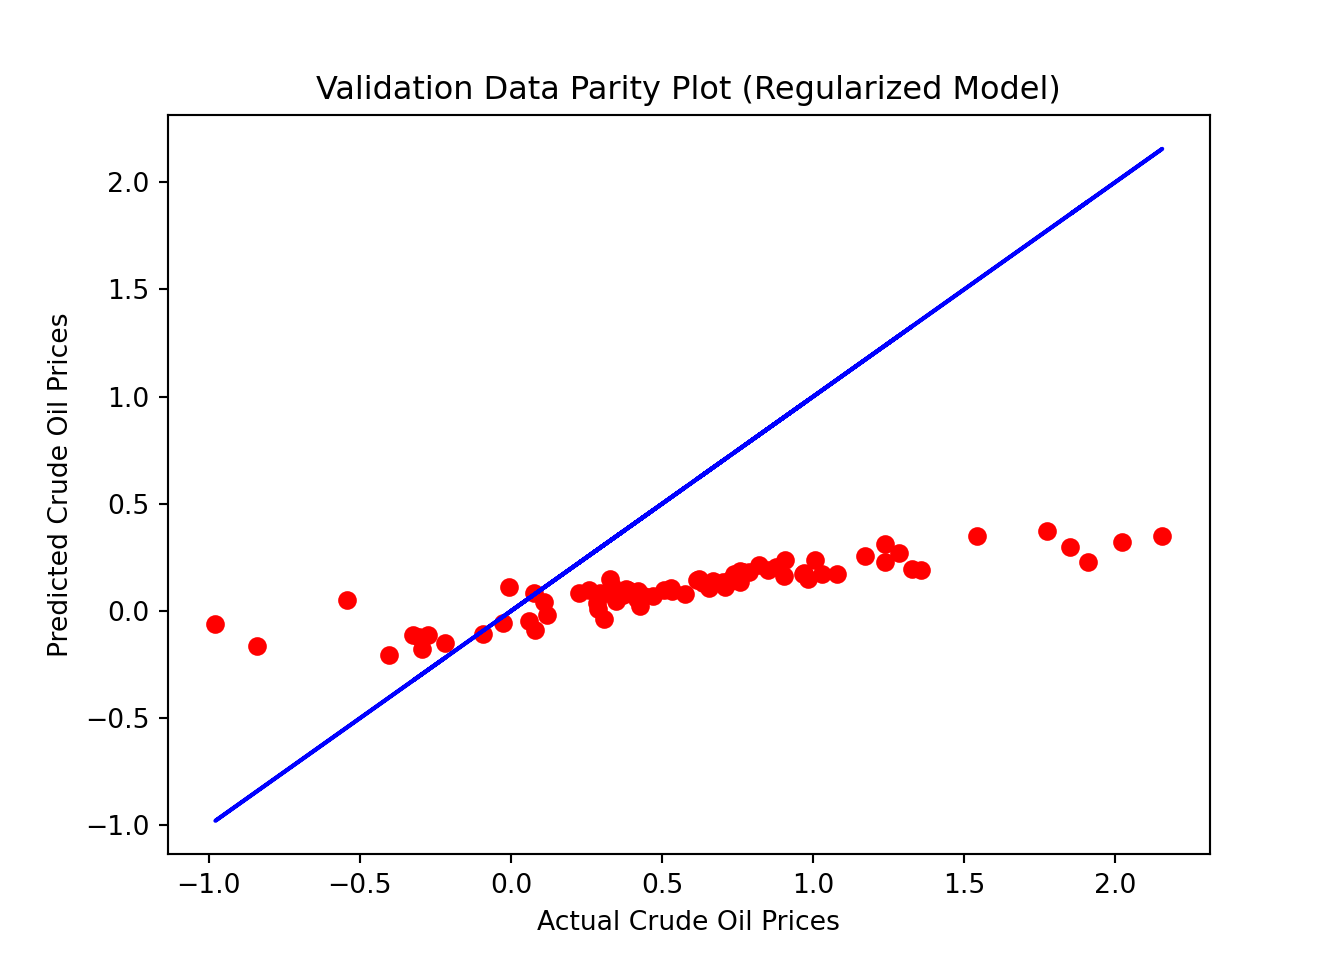 Validation Data Parity Plot (Regularized Model)
Predicted Crude Oil Prices
2.0
1.5
1.0
0.5
0.0
−0.5
−1.0
−1.0 −0.5 0.0 0.5 1.0 1.5 2.0
Actual Crude Oil Prices